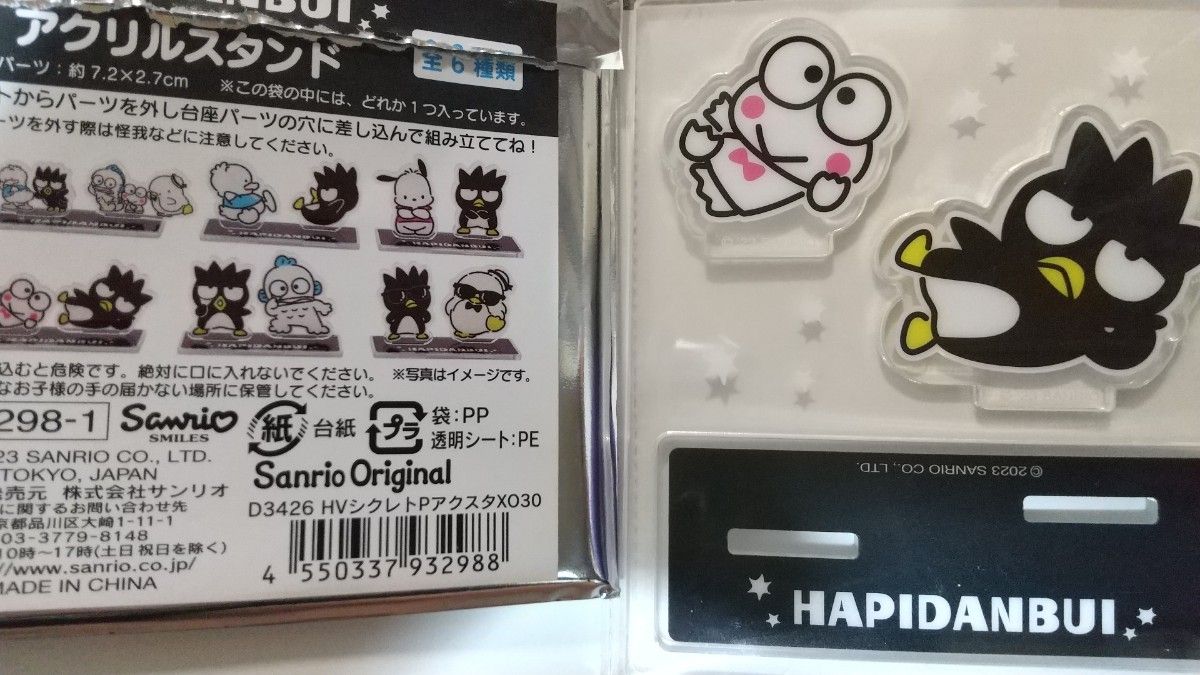 DANBUI
アクリルスタンド
全6種類
パーツ:約7.2×2.7cm
※この袋の中には、どれか1つ入っています。
トからパーツを外し台座パーツの穴に差し込んで組み立ててね!
ーツを外す際は怪我などに注意してください。
HAPIDANBUI
HAPIDANBUI
HAPIDANBUI
HAPIDANBUI
HAPIDANBUI
込むと危険です。絶対に口に入れないでください。 ※写真はイメージです。
なお子様の手の届かない場所に保管してください。
298-1
Sanrio
SMILES
紙 台紙
プラ 袋:PP
透明シート:PE
23 SANRIO CO., LTD.
TOKYO, JAPAN
発売元 株式会社サンリオ
に関するお問い合わせ先
京都品川区大崎1-11-1
03-3779-8148
10時〜17時(土日祝日を除く)
//www.sanrio.co.jp/
MADE IN CHINA
Sanrio Original
D3426 HVシクレトPアクスタXO30
4 550337 932988
© 2023 SANRIO CO., LTD.
HAPIDANBUI